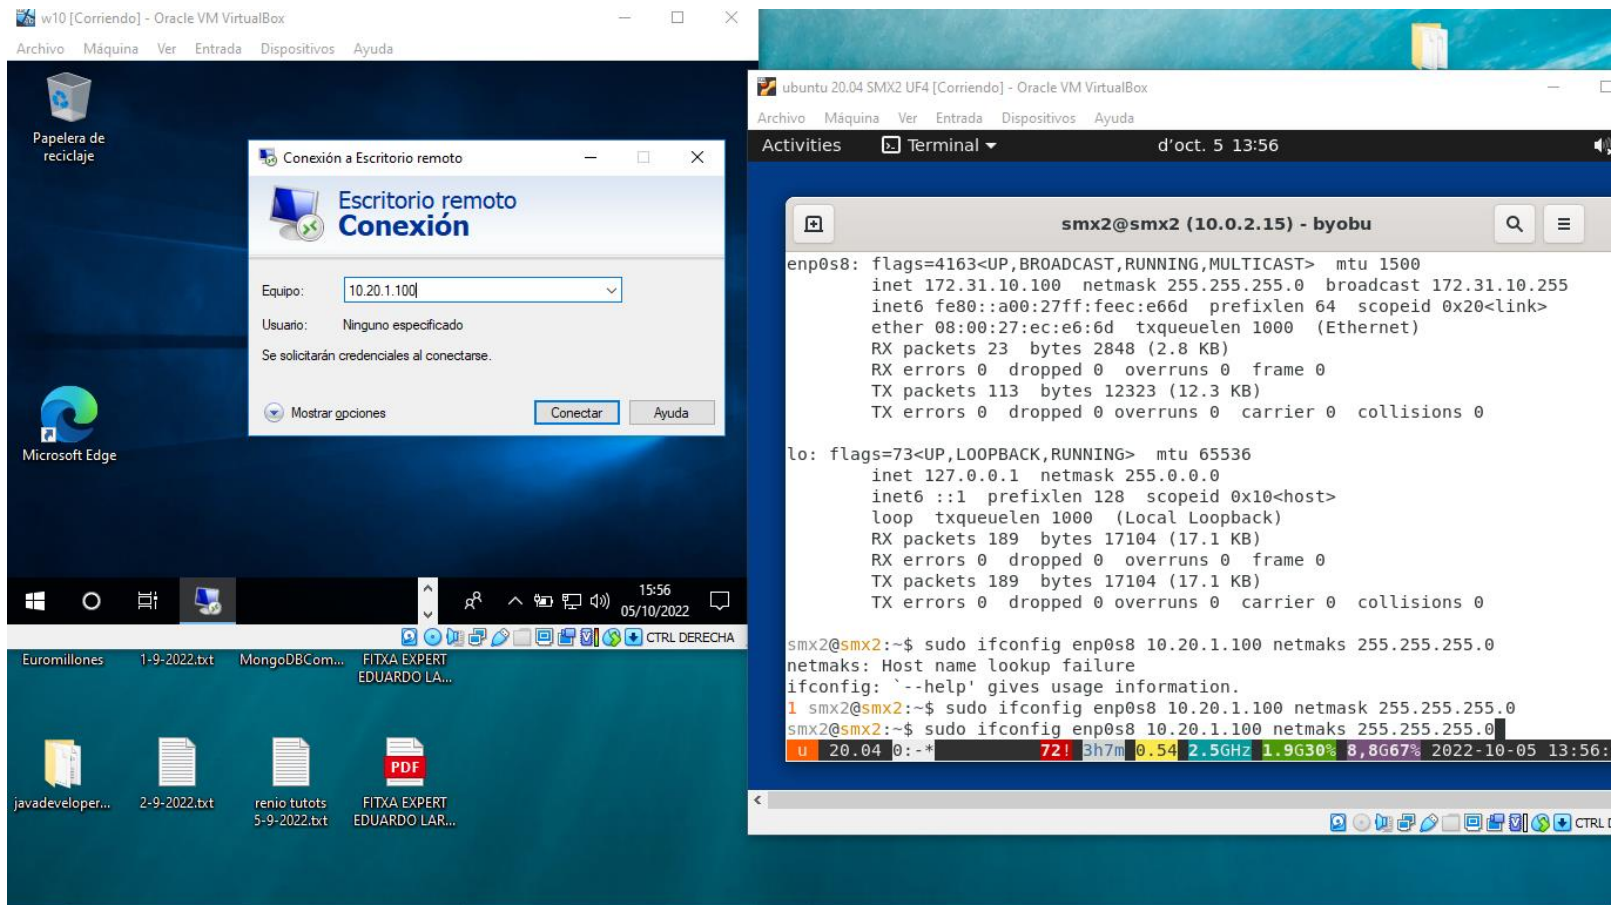 w10 [Corriendo] - Oracle VM VirtualBox
Archivo Máquina Ver Entrada Dispositivos Ayuda
Papelera de
reciclaje
Conexión a Escritorio remoto
Escritorio remoto
Conexión
Equipo: 10.20.1.100
Usuario: Ninguno especificado
Se solicitarán credenciales al conectarse.
Mostrar opciones
Conectar
Ayuda
Microsoft Edge
15:56
05/10/2022
CTRL DERECHA
Euromillones
1-9-2022.txt
MongoDBCom...
FITXA EXPERT
EDUARDO LA...
PDF
javadeveloper...
2-9-2022.txt
renio tutots
5-9-2022.txt
FITXA EXPERT
EDUARDO LAR...
ubuntu 20.04 SMX2 UF4 [Corriendo] - Oracle VM VirtualBox
Archivo Máquina Ver Entrada Dispositivos Ayuda
Activities Terminal d'oct. 5 13:56
smx2@smx2 (10.0.2.15) - byobu
enp0s8: flags=4163<UP,BROADCAST,RUNNING,MULTICAST> mtu 1500
inet 172.31.10.100 netmask 255.255.255.0 broadcast 172.31.10.255
inet6 fe80::a00:27ff:feec:e66d prefixlen 64 scopeid 0x20<link>
ether 08:00:27:ec:e6:6d txqueuelen 1000 (Ethernet)
RX packets 23 bytes 2848 (2.8 KB)
RX errors 0 dropped 0 overruns 0 frame 0
TX packets 113 bytes 12323 (12.3 KB)
TX errors 0 dropped 0 overruns 0 carrier 0 collisions 0
lo: flags=73<UP,LOOPBACK,RUNNING> mtu 65536
inet 127.0.0.1 netmask 255.0.0.0
inet6 ::1 prefixlen 128 scopeid 0x10<host>
loop txqueuelen 1000 (Local Loopback)
RX packets 189 bytes 17104 (17.1 KB)
RX errors 0 dropped 0 overruns 0 frame 0
TX packets 189 bytes 17104 (17.1 KB)
TX errors 0 dropped 0 overruns 0 carrier 0 collisions 0
smx2@smx2:~$ sudo ifconfig enp0s8 10.20.1.100 netmaks 255.255.255.0
netmaks: Host name lookup failure
ifconfig: `--help' gives usage information.
1 smx2@smx2:~$ sudo ifconfig enp0s8 10.20.1.100 netmask 255.255.255.0
smx2@smx2:~$ sudo ifconfig enp0s8 10.20.1.100 netmaks 255.255.255.0
u 20.04 0:-* 72! 3h7m 0.54 2.5GHz 1.9G30% 8,8G67% 2022-10-05 13:56:
CTRL D